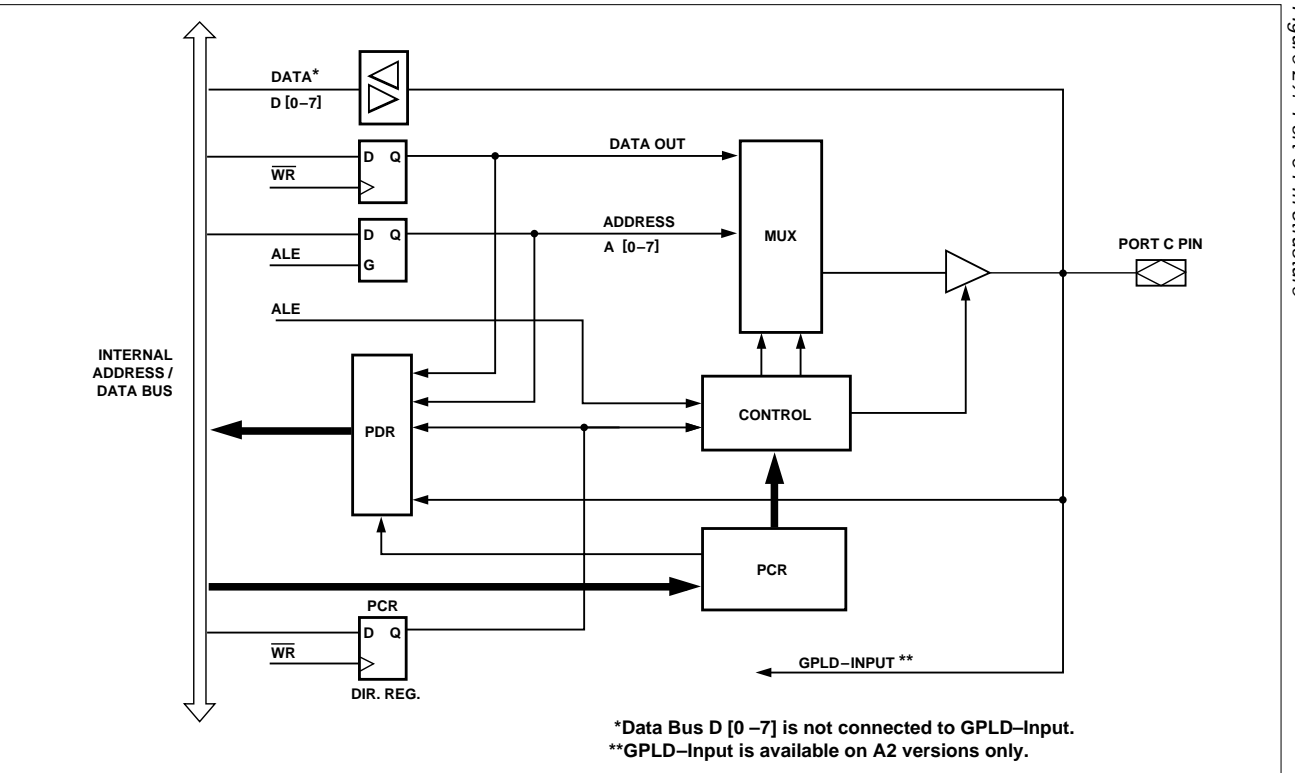 DATA*
D [0–7]
D Q
WR
DATA OUT
D Q
G
ALE
ADDRESS
A [0–7]
MUX
PORT C PIN
ALE
INTERNAL
ADDRESS /
DATA BUS
PDR
CONTROL
PCR
PCR
D Q
WR
DIR. REG.
GPLD–INPUT **
*Data Bus D [0 –7] is not connected to GPLD–Input.
**GPLD–Input is available on A2 versions only.